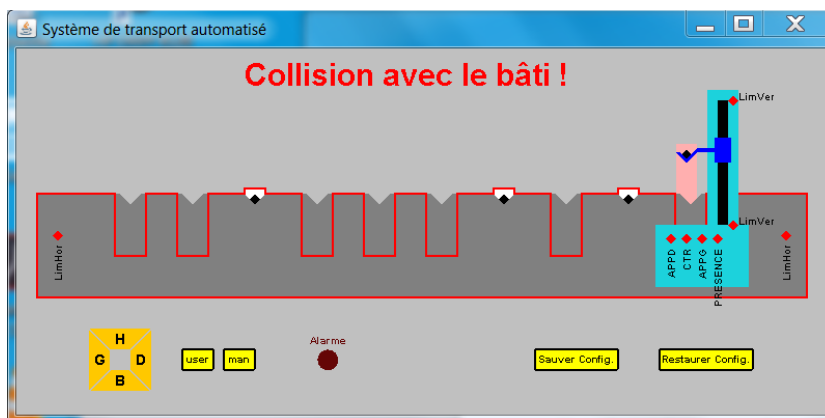 Système de transport automatisé
Collision avec le bâti !
LimVer
LimVer
LimHor
APPD
CTR
APPG
PRESENCE
LimHor
H
G D
B
user
man
Alarme
Sauver Config.
Restaurer Config.